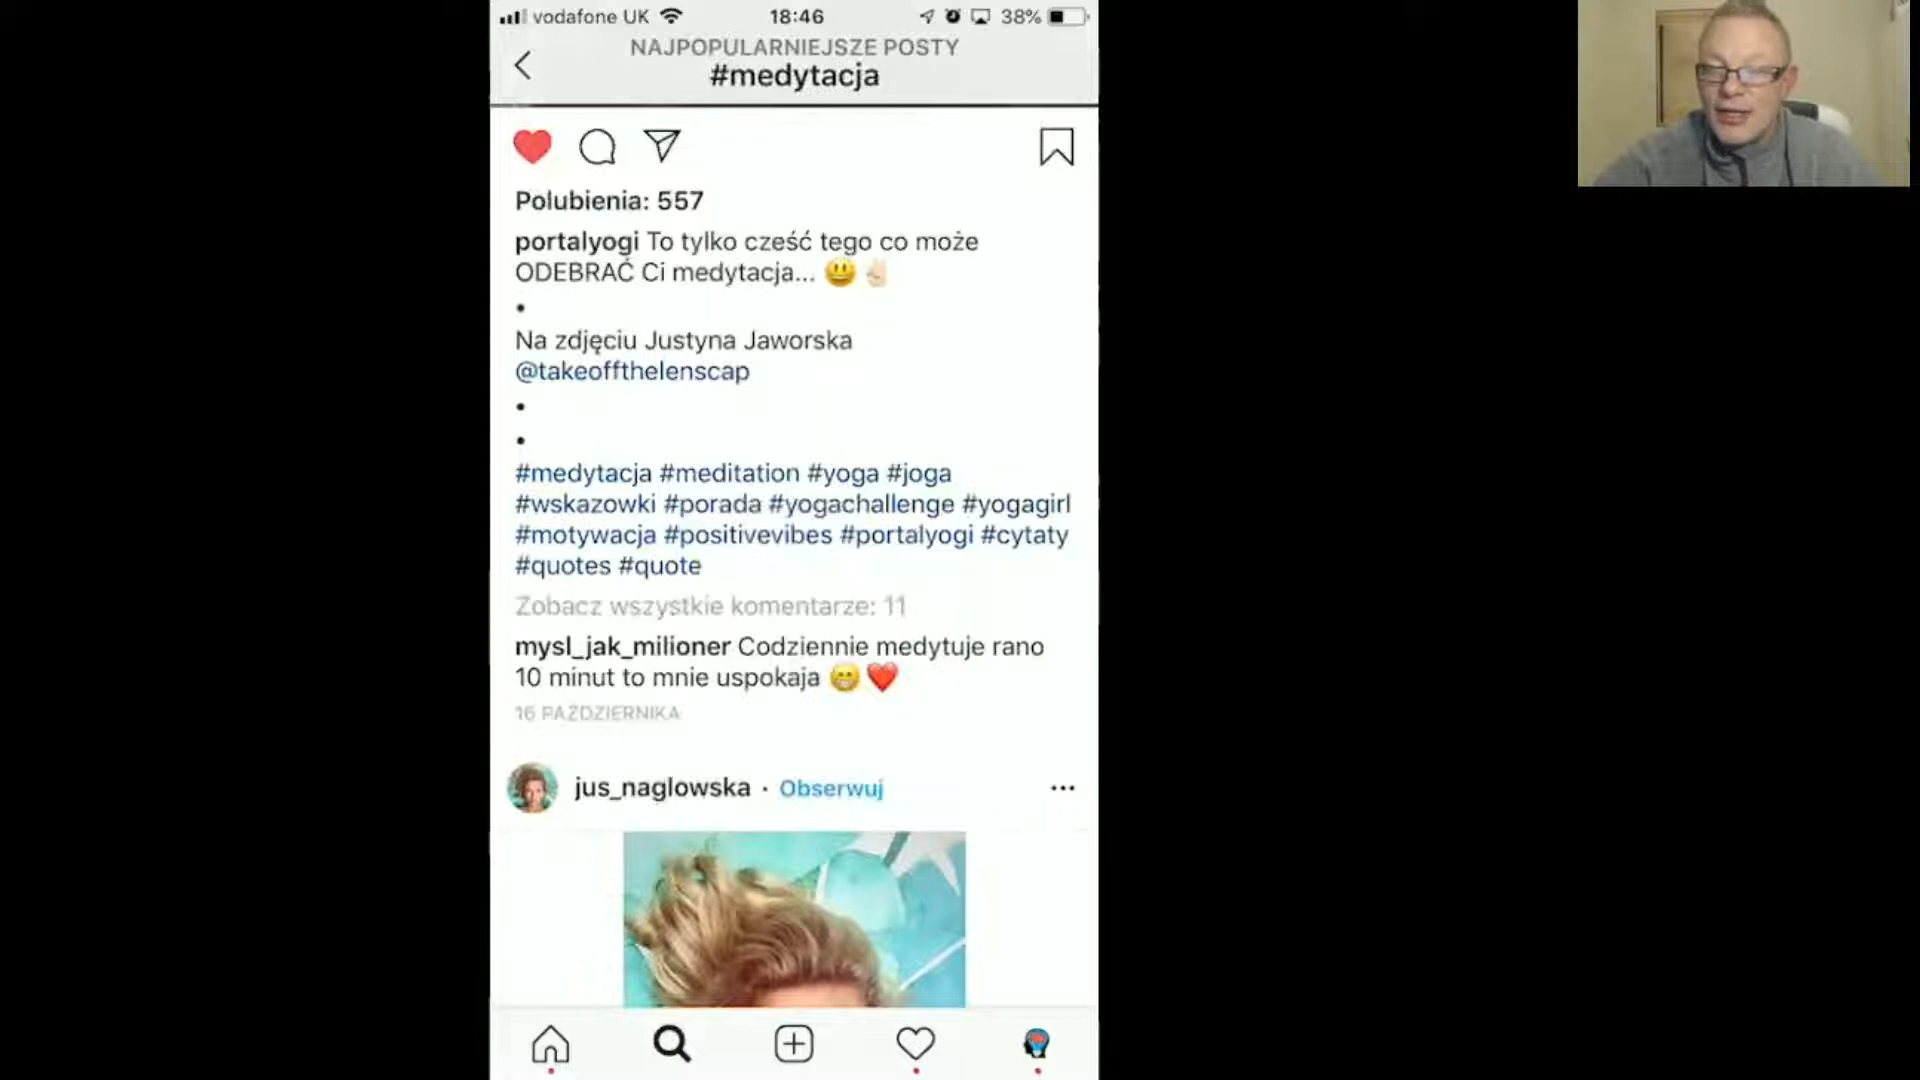 vodafone UK 18:46 38%
NAJPOPULARNIEJSZE POSTY
#medytacja
Polubienia: 557
portalyogi To tylko cześć tego co może
ODEBRAĆ Ci medytacja... 😃✌🏻
•
Na zdjęciu Justyna Jaworska
@takeoffthelenscap
•
•
#medytacja #meditation #yoga #joga
#wskazowki #porada #yogachallenge #yogagirl
#motywacja #positivevibes #portalyogi #cytaty
#quotes #quote
Zobacz wszystkie komentarze: 11
mysl_jak_milioner Codziennie medytuje rano
10 minut to mnie uspokaja 😁❤️
16 PAŹDZIERNIKA
jus_naglowska • Obserwuj